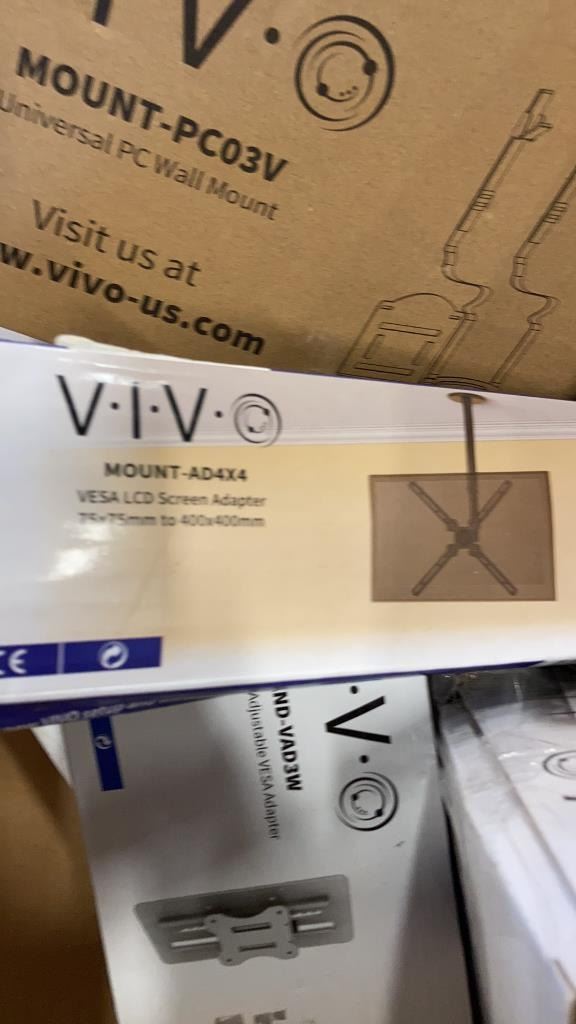 V·
MOUNT-PC03V
Universal PC Wall Mount
Visit us at
w.vivo-us.com
V·I·V·O
MOUNT-AD4X4
VESA LCD Screen Adapter
75x75mm to 400x400mm
CE
·V·O
ND-VAD3W
Adjustable VESA Adapter